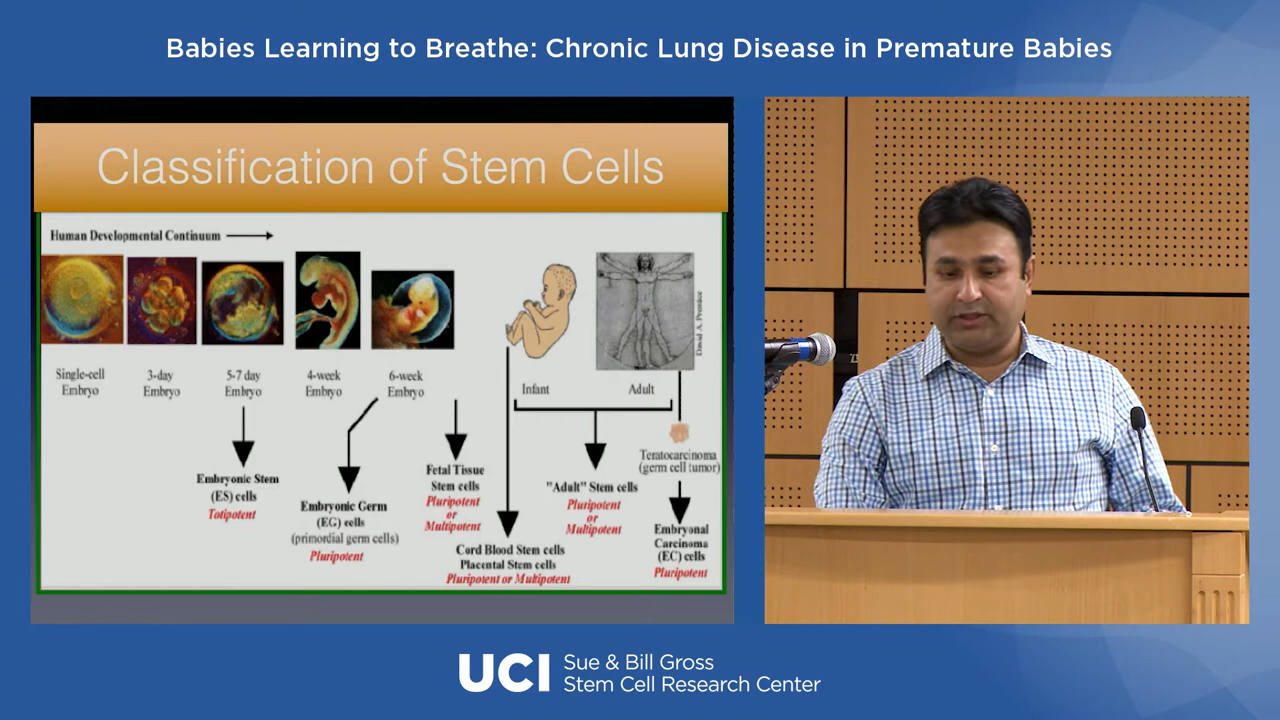 Babies Learning to Breathe: Chronic Lung Disease in Premature Babies
Classification of Stem Cells
Human Developmental Continuum
Single-cell
Embryo
3-day
Embryo
5-7 day
Embryo
4-week
Embryo
6-week
Embryo
Infant
Adult
David A. Prentice
Embryonic Stem
(ES) cells
Totipotent
Embryonic Germ
(EG) cells
(primordial germ cells)
Pluripotent
Fetal Tissue
Stem cells
Pluripotent
or
Multipotent
Cord Blood Stem cells
Placental Stem cells
Pluripotent or Multipotent
"Adult" Stem cells
Pluripotent
or
Multipotent
Teratocarcinoma
(germ cell tumor)
Embryonal
Carcinoma
(EC) cells
Pluripotent
UCI
Sue & Bill Gross
Stem Cell Research Center